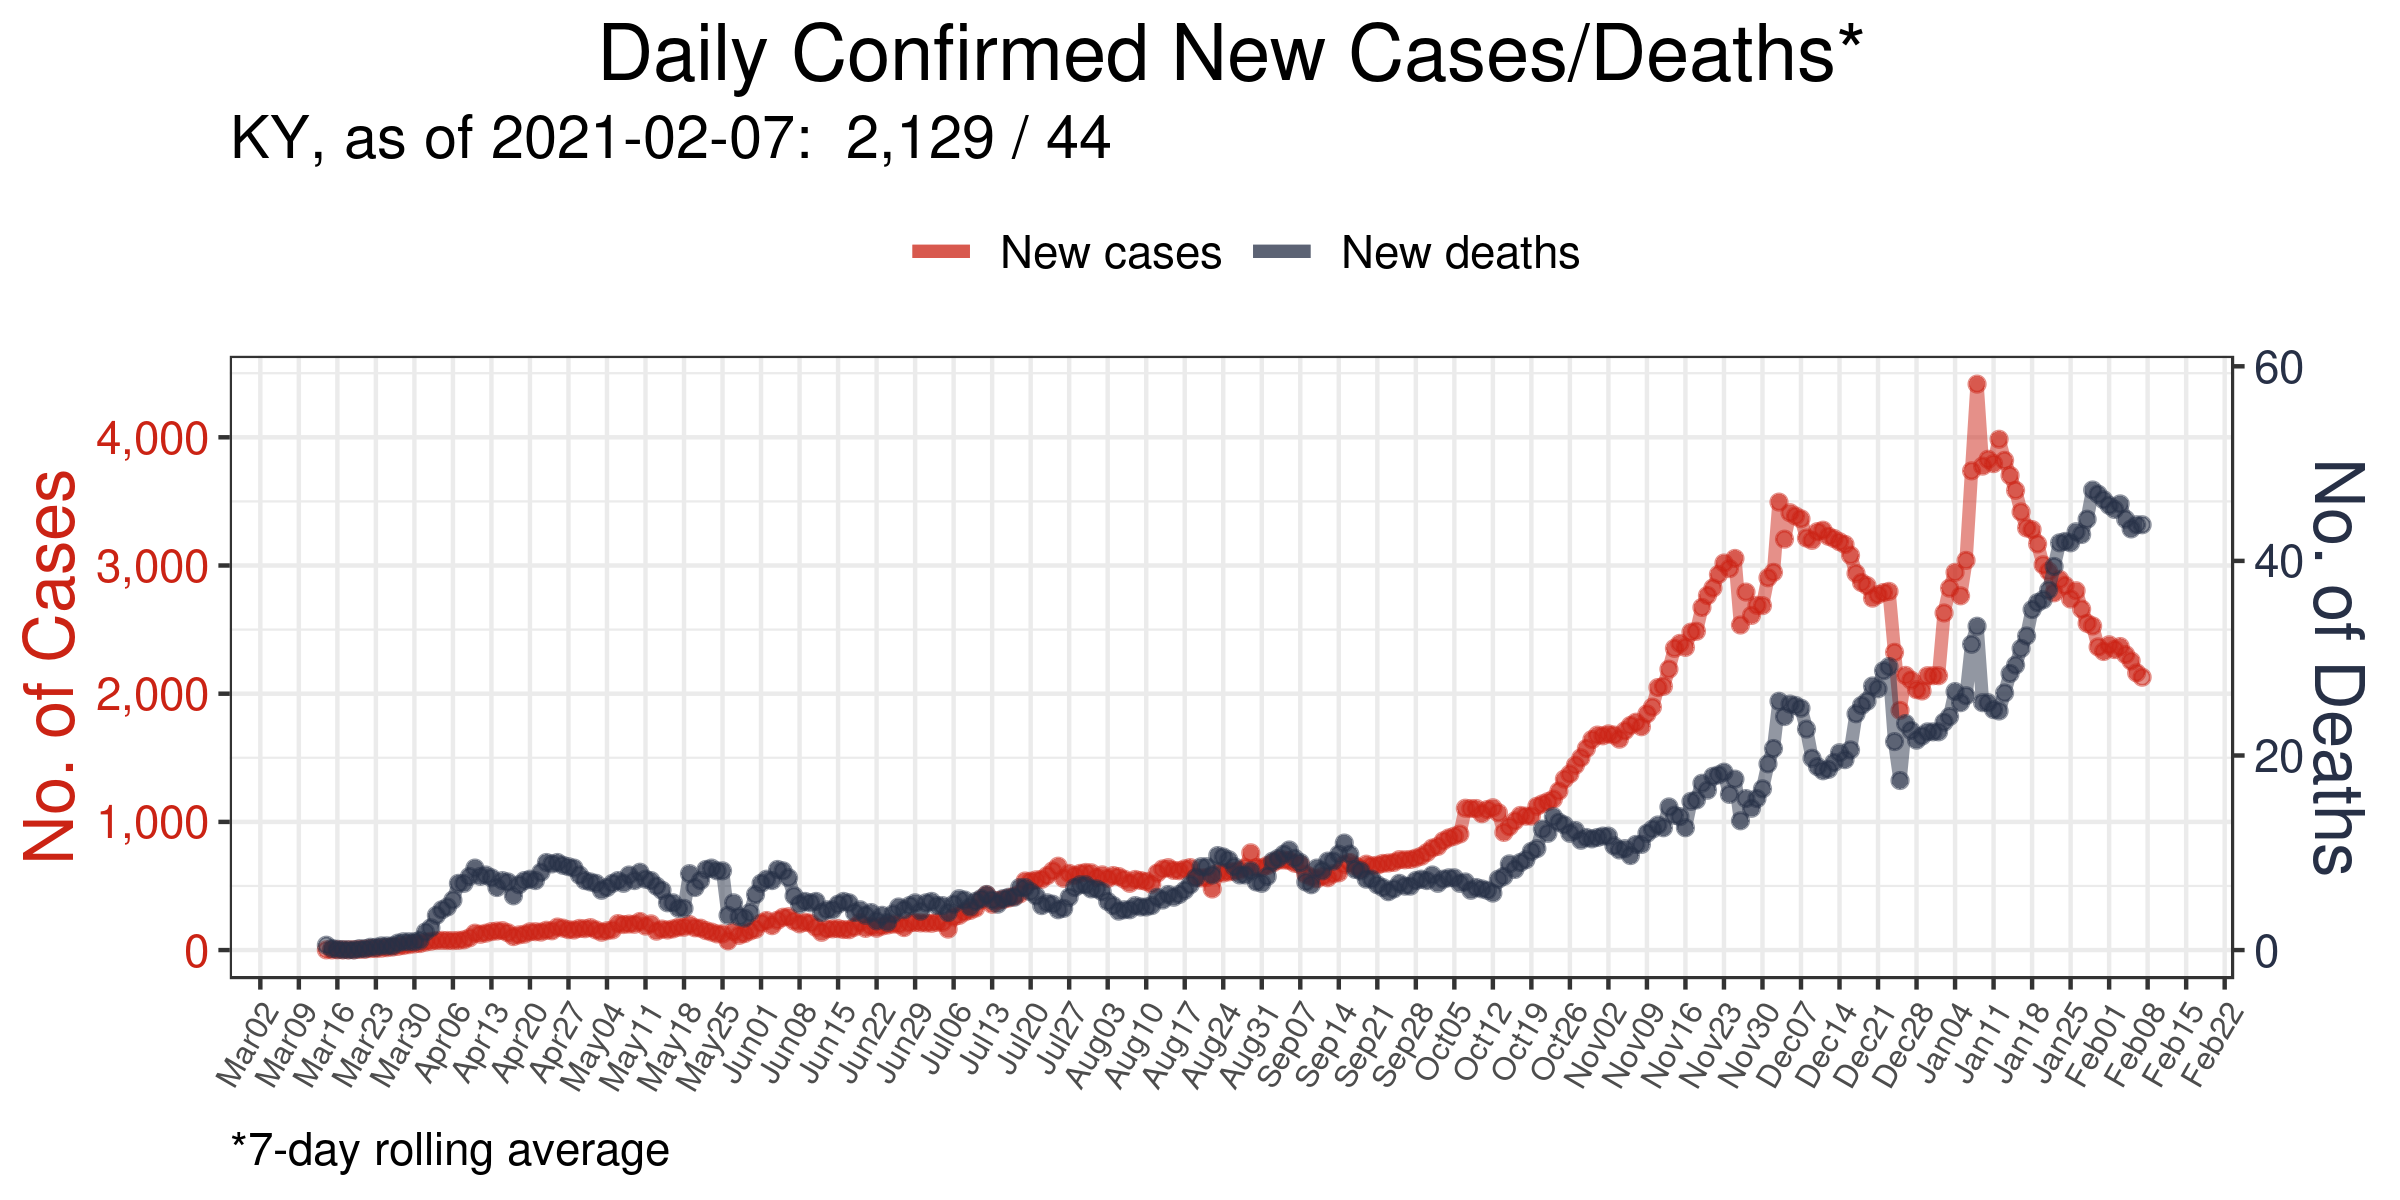 Daily Confirmed New Cases/Deaths*
KY, as of 2021-02-07:  2,129 / 44
New cases
New deaths
No. of Cases
4,000
3,000
2,000
1,000
0
60
40
20
0
No. of Deaths
Mar02
Mar09
Mar16
Mar23
Mar30
Apr06
Apr13
Apr20
Apr27
May04
May11
May18
May25
Jun01
Jun08
Jun15
Jun22
Jun29
Jul06
Jul13
Jul20
Jul27
Aug03
Aug10
Aug17
Aug24
Aug31
Sep07
Sep14
Sep21
Sep28
Oct05
Oct12
Oct19
Oct26
Nov02
Nov09
Nov16
Nov23
Nov30
Dec07
Dec14
Dec21
Dec28
Jan04
Jan11
Jan18
Jan25
Feb01
Feb08
Feb15
Feb22
*7-day rolling average